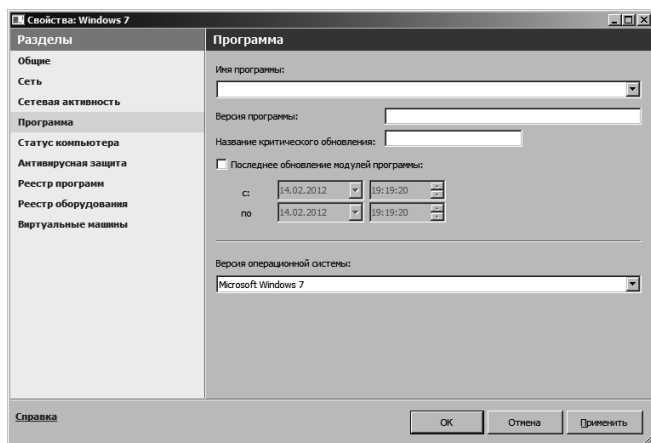 Свойства: Windows 7
Разделы
Общие
Сеть
Сетевая активность
Программа
Статус компьютера
Антивирусная защита
Реестр программ
Реестр оборудования
Виртуальные машины
Программа
Имя программы:
Версия программы:
Название критического обновления:
Последнее обновление модулей программы:
с: 14.02.2012 19:19:20
по 14.02.2012 19:19:20
Версия операционной системы:
Microsoft Windows 7
Справка
ОК Отмена Применить